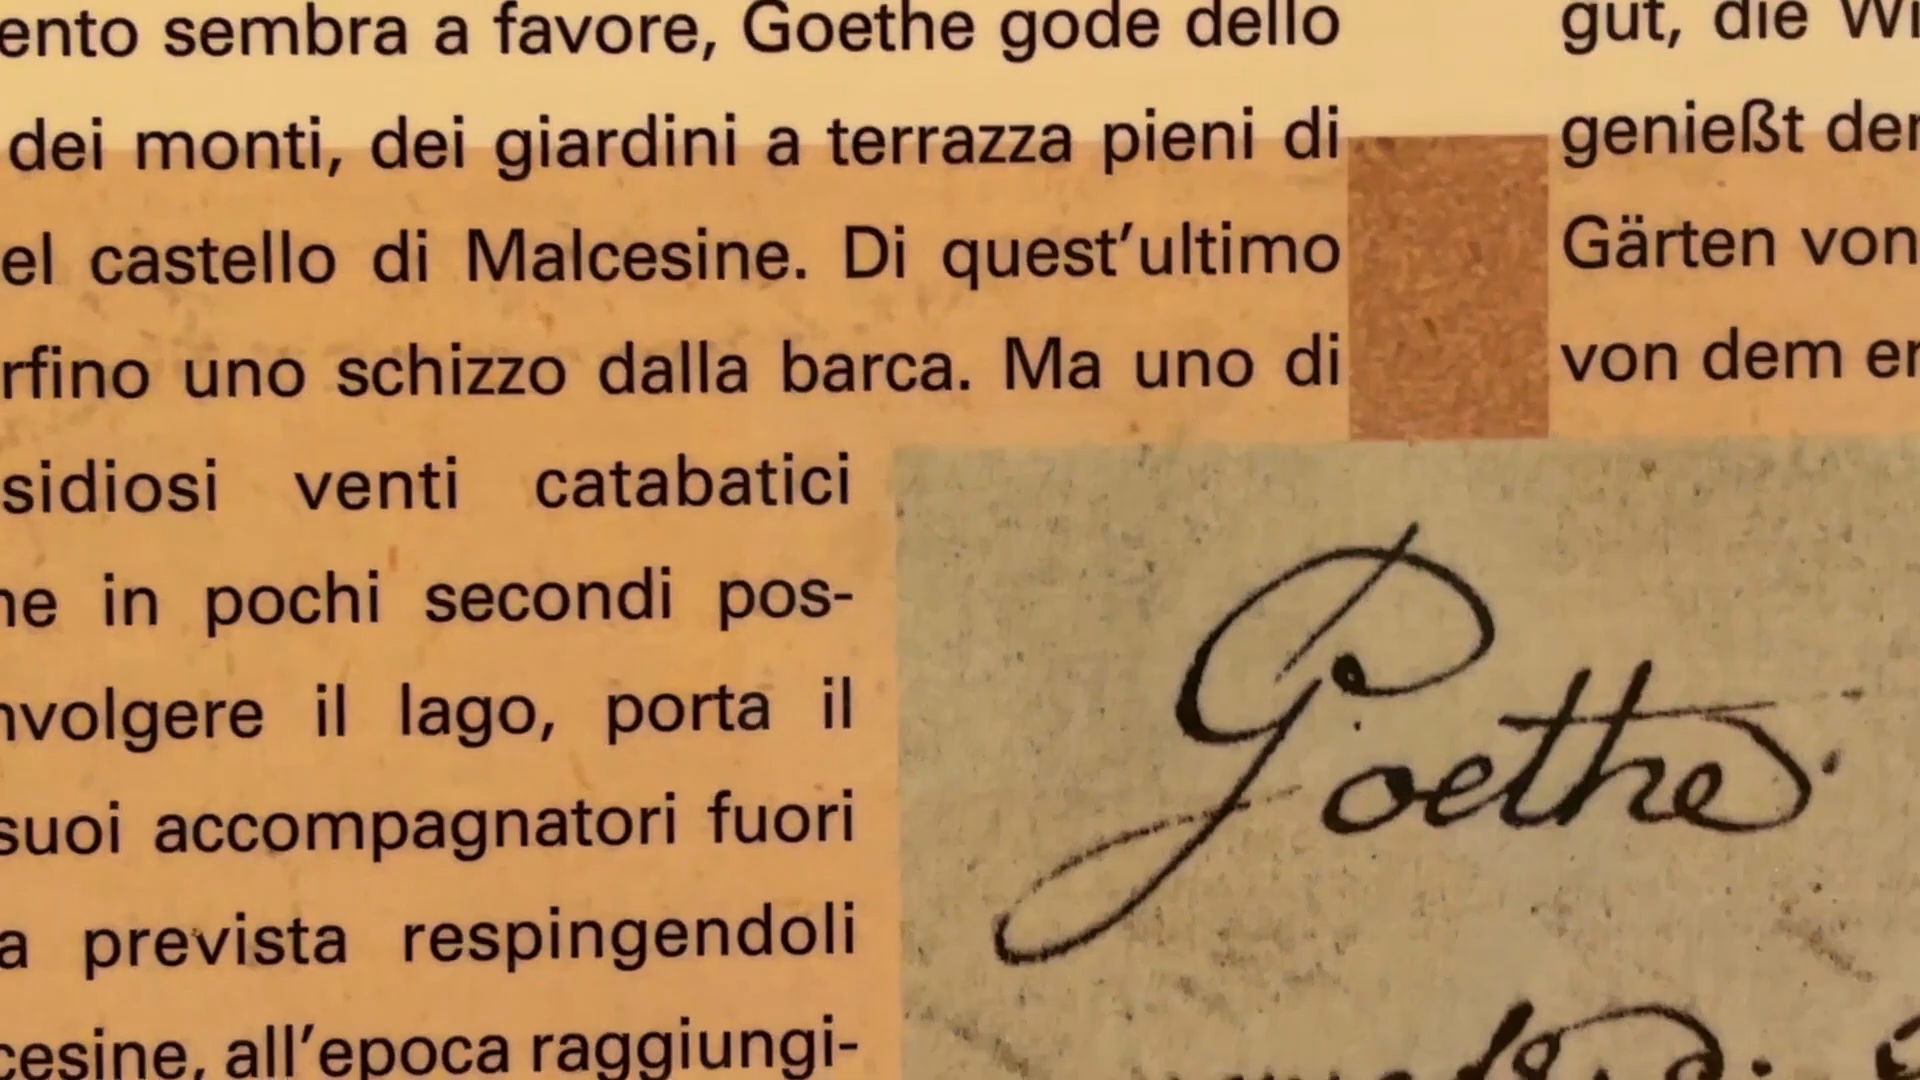 ento sembra a favore, Goethe gode dello
dei monti, dei giardini a terrazza pieni di
el castello di Malcesine. Di quest'ultimo
rfino uno schizzo dalla barca. Ma uno di
sidiosi venti catabatici
he in pochi secondi pos-
nvolgere il lago, porta il
suoi accompagnatori fuori
a prevista respingendoli
cesine, all'epoca raggiungi-
gut, die Wi
genießt der
Gärten von
von dem er
Goethe